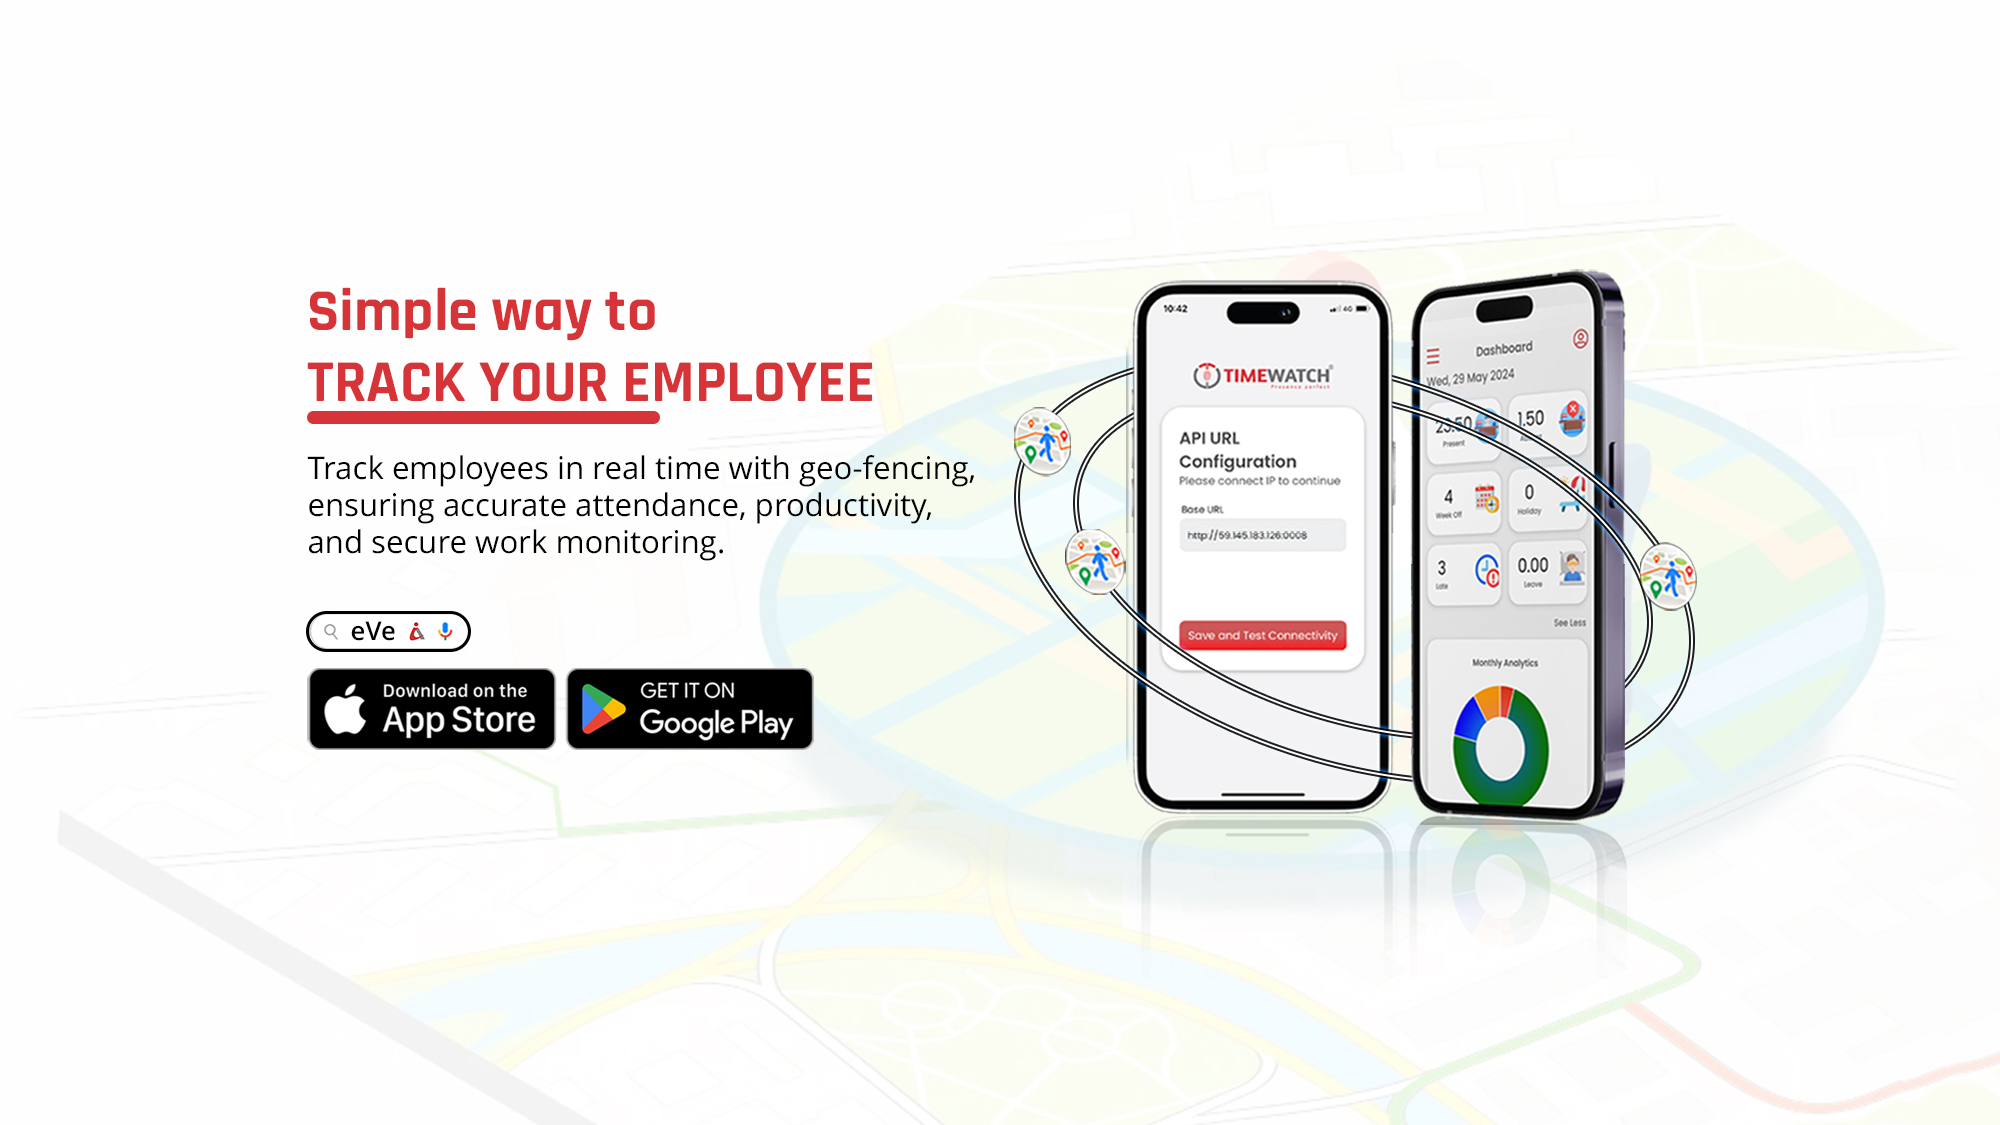 Simple way to
TRACK YOUR EMPLOYEE
Track employees in real time with geo-fencing,
ensuring accurate attendance, productivity,
and secure work monitoring.
eVe
Download on the
App Store
GET IT ON
Google Play
10:42
4G
TIMEWATCH®
Presence perfect
API URL
Configuration
Please connect IP to continue
Base URL
http://59.145.183.126:0008
Save and Test Connectivity
Dashboard
Wed, 29 May 2024
23.50
Present
1.50
4
Week Off
0
Holiday
3
Late
0.00
Leave
See Less
Monthly Analytics